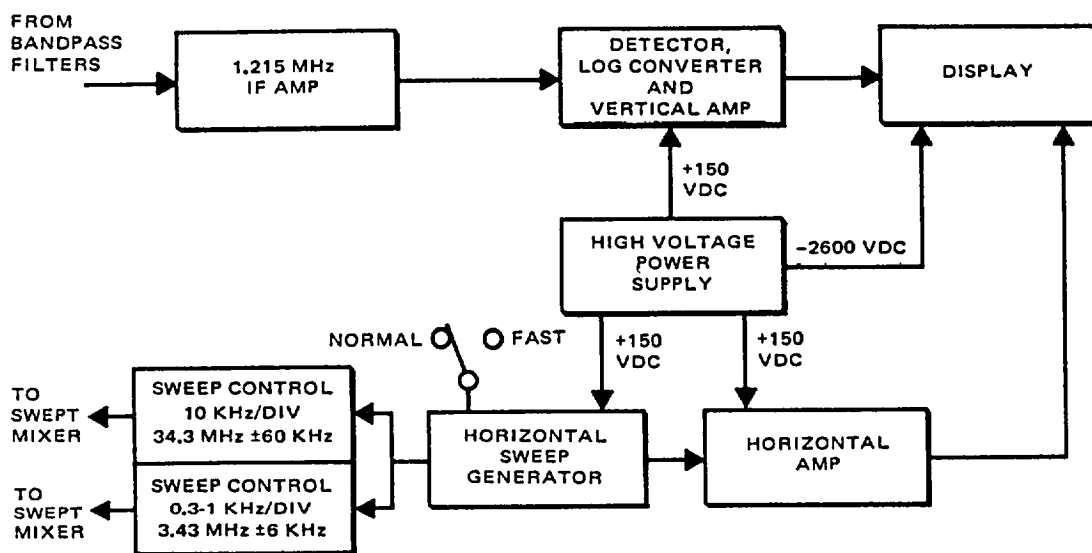 FROM
BANDPASS
FILTERS
1.215 MHz
IF AMP
DETECTOR,
LOG CONVERTER
AND
VERTICAL AMP
DISPLAY
+150
VDC
HIGH VOLTAGE
POWER
SUPPLY
-2600 VDC
NORMAL
FAST
+150
VDC
+150
VDC
TO
SWEPT
MIXER
SWEEP CONTROL
10 KHz/DIV
34.3 MHz ±60 KHz
HORIZONTAL
SWEEP
GENERATOR
HORIZONTAL
AMP
TO
SWEPT
MIXER
SWEEP CONTROL
0.3-1 KHz/DIV
3.43 MHz ±6 KHz